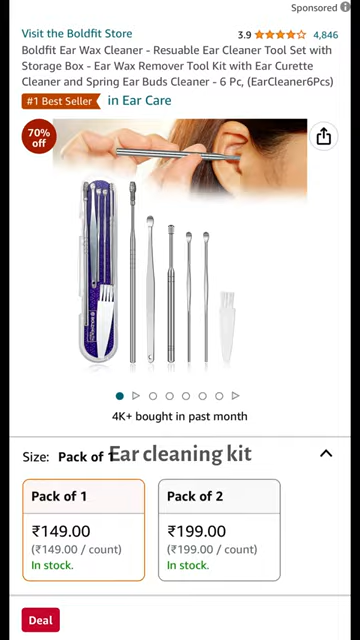 Sponsored
Visit the Boldfit Store
3.9 4,846
Boldfit Ear Wax Cleaner - Resuable Ear Cleaner Tool Set with
Storage Box - Ear Wax Remover Tool Kit with Ear Curette
Cleaner and Spring Ear Buds Cleaner - 6 Pc, (EarCleaner6Pcs)
#1 Best Seller in Ear Care
70%
off
4K+ bought in past month
Size: Pack of 1
Ear cleaning kit
Pack of 1 Pack of 2
₹149.00 ₹199.00
(₹149.00 / count) (₹199.00 / count)
In stock. In stock.
Deal